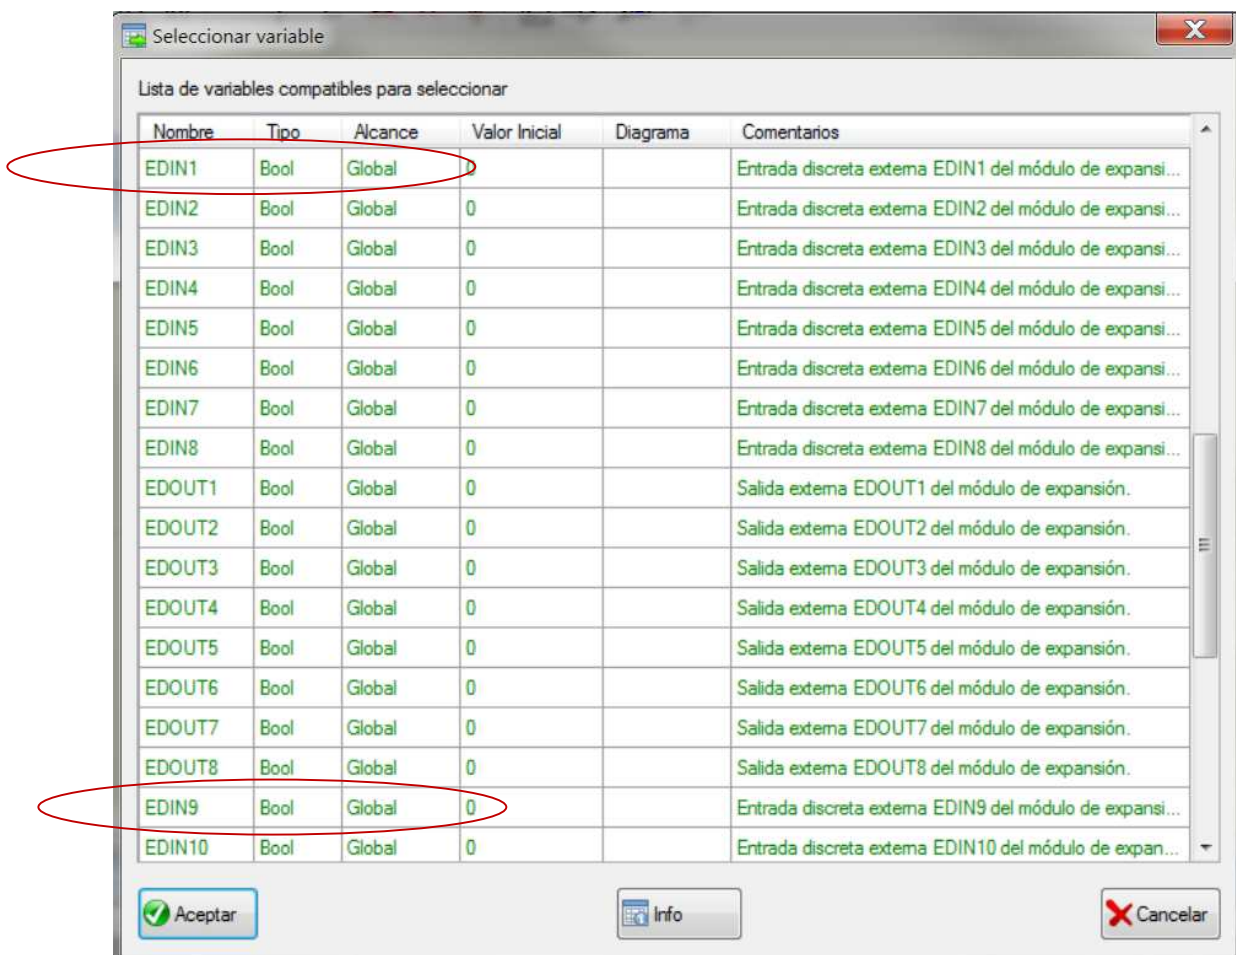 Seleccionar variable
Lista de variables compatibles para seleccionar
Nombre Tipo Alcance Valor Inicial Diagrama Comentarios
EDIN1 Bool Global 0 Entrada discreta externa EDIN1 del módulo de expansi...
EDIN2 Bool Global 0 Entrada discreta externa EDIN2 del módulo de expansi...
EDIN3 Bool Global 0 Entrada discreta externa EDIN3 del módulo de expansi...
EDIN4 Bool Global 0 Entrada discreta externa EDIN4 del módulo de expansi...
EDIN5 Bool Global 0 Entrada discreta externa EDIN5 del módulo de expansi...
EDIN6 Bool Global 0 Entrada discreta externa EDIN6 del módulo de expansi...
EDIN7 Bool Global 0 Entrada discreta externa EDIN7 del módulo de expansi...
EDIN8 Bool Global 0 Entrada discreta externa EDIN8 del módulo de expansi...
EDOUT1 Bool Global 0 Salida externa EDOUT1 del módulo de expansión.
EDOUT2 Bool Global 0 Salida externa EDOUT2 del módulo de expansión.
EDOUT3 Bool Global 0 Salida externa EDOUT3 del módulo de expansión.
EDOUT4 Bool Global 0 Salida externa EDOUT4 del módulo de expansión.
EDOUT5 Bool Global 0 Salida externa EDOUT5 del módulo de expansión.
EDOUT6 Bool Global 0 Salida externa EDOUT6 del módulo de expansión.
EDOUT7 Bool Global 0 Salida externa EDOUT7 del módulo de expansión.
EDOUT8 Bool Global 0 Salida externa EDOUT8 del módulo de expansión.
EDIN9 Bool Global 0 Entrada discreta externa EDIN9 del módulo de expansi...
EDIN10 Bool Global 0 Entrada discreta externa EDIN10 del módulo de expan...
Aceptar Info Cancelar